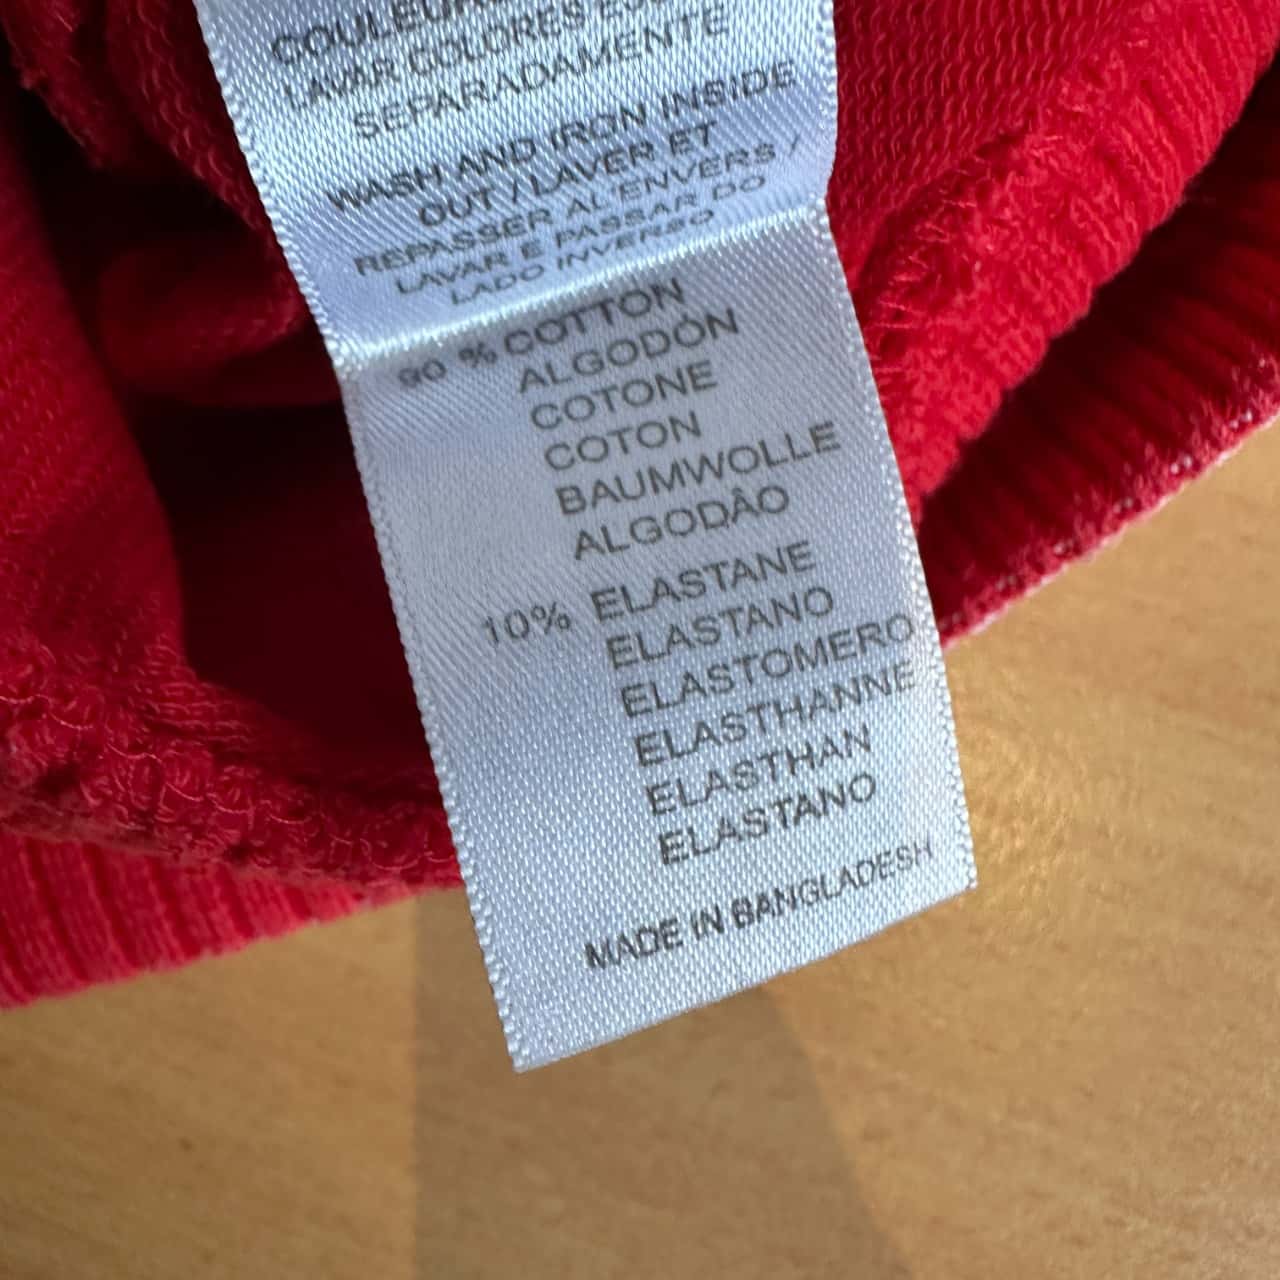 LAVAR COLORES
SEPARADAMENTE
WASH AND IRON INSIDE
OUT / LAVER ET
REPASSER AL'ENVERS /
LAVAR E PASSAR DO
LADO INVERSO
90 % COTTON
ALGODÓN
COTONE
COTON
BAUMWOLLE
ALGODÂO
10% ELASTANE
ELASTANO
ELASTOMERO
ELASTHANNE
ELASTHAN
ELASTANO
MADE IN BANGLADESH